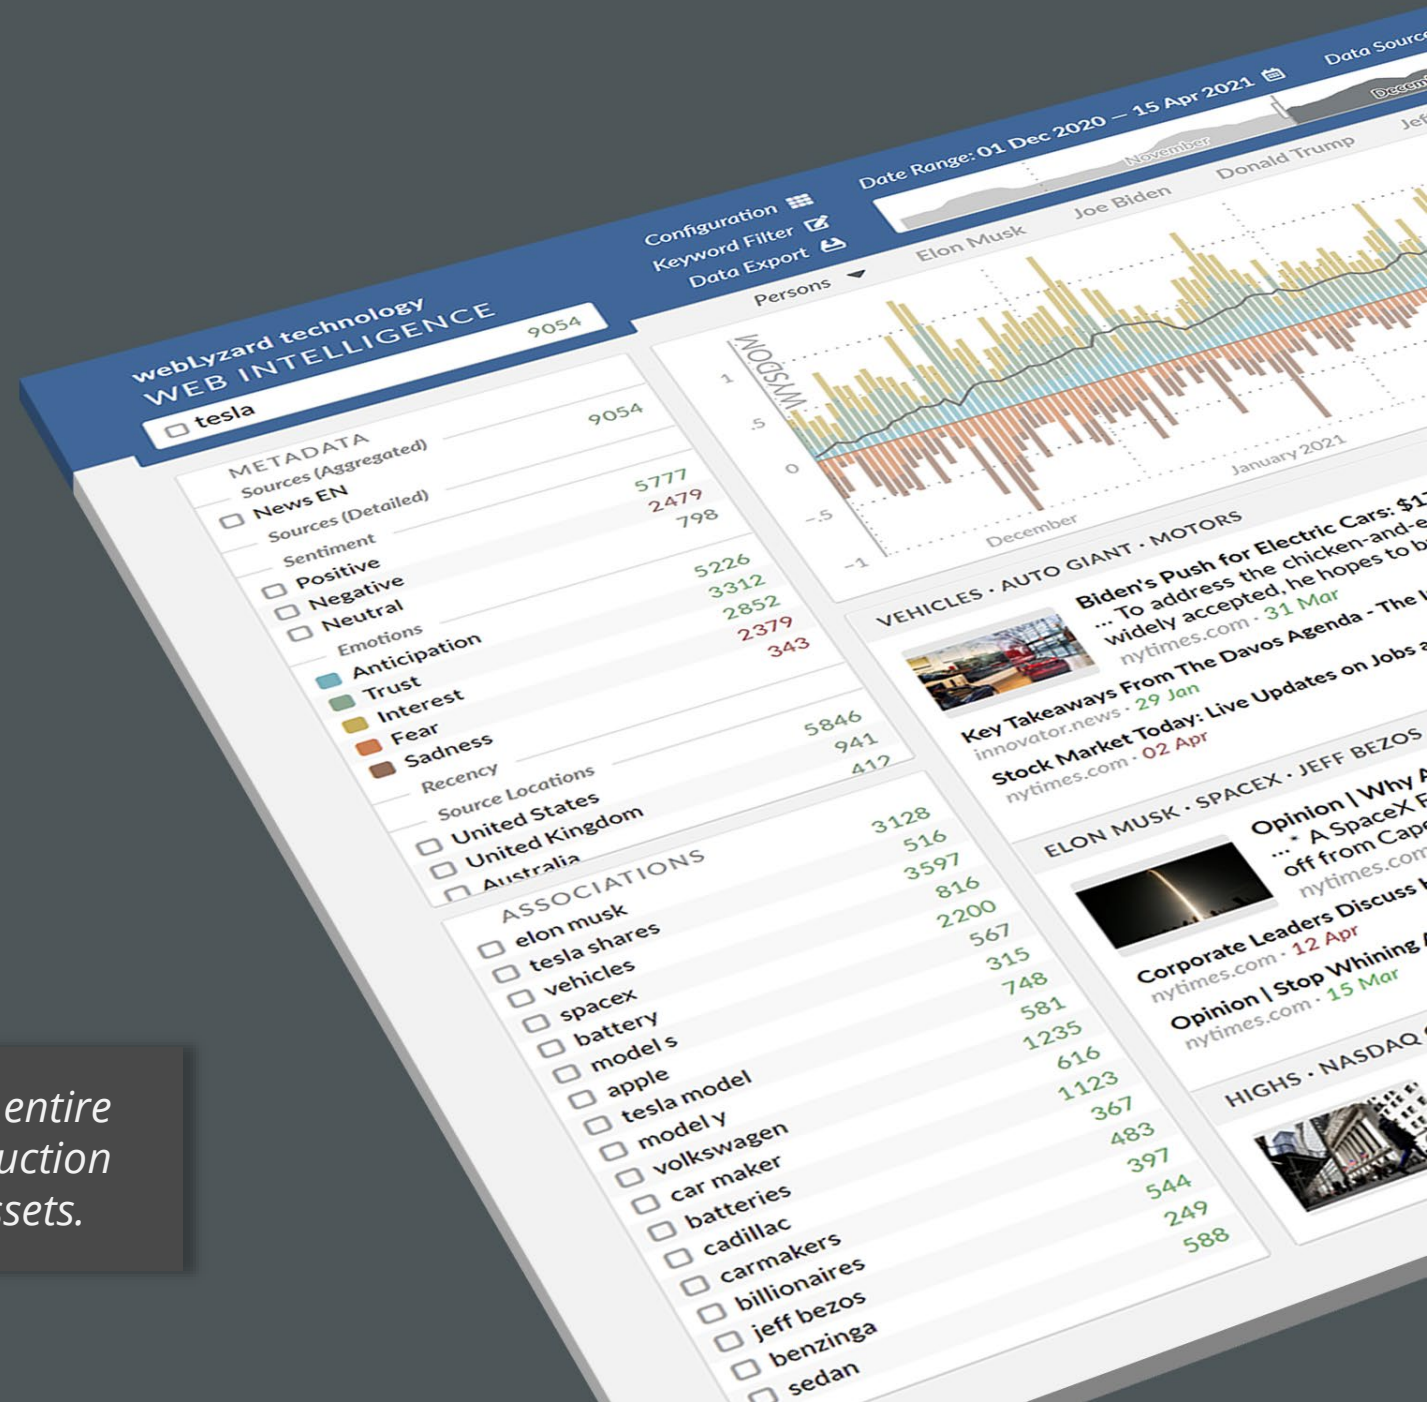 webLyzard technology
WEB INTELLIGENCE
tesla 9054
Configuration
Keyword Filter
Data Export
Date Range: 01 Dec 2020 — 15 Apr 2021
Data Source
November
Persons
Elon Musk
Joe Biden
Donald Trump
METADATA
Sources (Aggregated)
News EN 9054
Sources (Detailed)
Sentiment
Positive 5777
Negative 2479
Neutral 798
Emotions
Anticipation 5226
Trust 3312
Interest 2852
Fear 2379
Sadness 343
Recency
Source Locations
United States 5846
United Kingdom 941
Australia 412
ASSOCIATIONS
elon musk 3128
tesla shares 516
vehicles 3597
spacex 816
battery 2200
model s 567
apple 315
tesla model 748
model y 581
volkswagen 1235
car maker 616
batteries 1123
cadillac 367
carmakers 483
billionaires 397
jeff bezos 544
benzinga 249
sedan 588
WYSDOM
1
.5
0
-.5
-1
December
January 2021
VEHICLES · AUTO GIANT · MOTORS
Biden's Push for Electric Cars: $1
... To address the chicken-and-e
widely accepted, he hopes to b
nytimes.com · 31 Mar
Key Takeaways From The Davos Agenda - The I
innovator.news · 29 Jan
Stock Market Today: Live Updates on Jobs a
nytimes.com · 02 Apr
ELON MUSK · SPACEX · JEFF BEZOS
Opinion | Why A
...* A SpaceX F
off from Cape
nytimes.com
Corporate Leaders Discuss
nytimes.com · 12 Apr
Opinion | Stop Whining
nytimes.com · 15 Mar
HIGHS · NASDAQ
entire
uction
ssets.